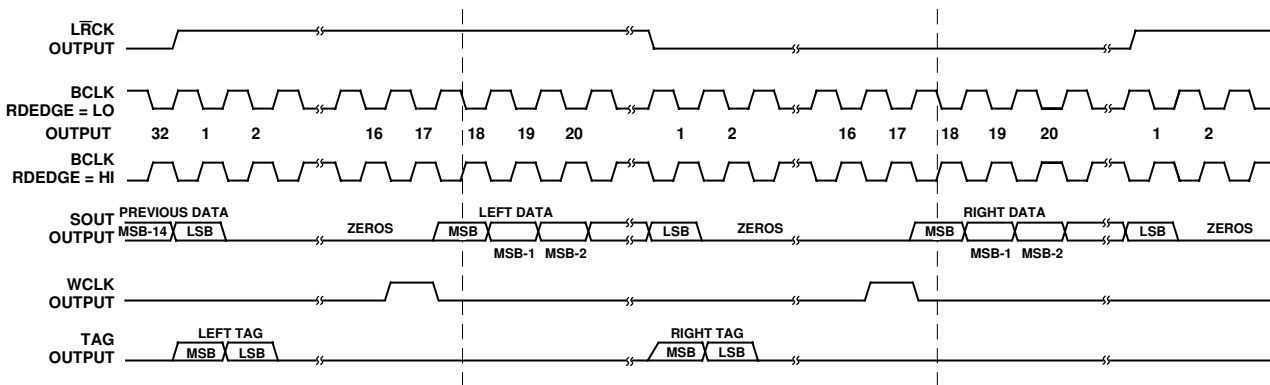 LRCK
OUTPUT
BCLK
RDEDGE = LO
OUTPUT 32 1 2 16 17 18 19 20 1 2 16 17 18 19 20 1 2
BCLK
RDEDGE = HI
PREVIOUS DATA LEFT DATA RIGHT DATA
SOUT
OUTPUT MSB-14 LSB ZEROS MSB LSB ZEROS MSB LSB ZEROS
MSB-1 MSB-2 MSB-1 MSB-2
WCLK
OUTPUT
LEFT TAG RIGHT TAG
TAG
OUTPUT MSB LSB MSB LSB